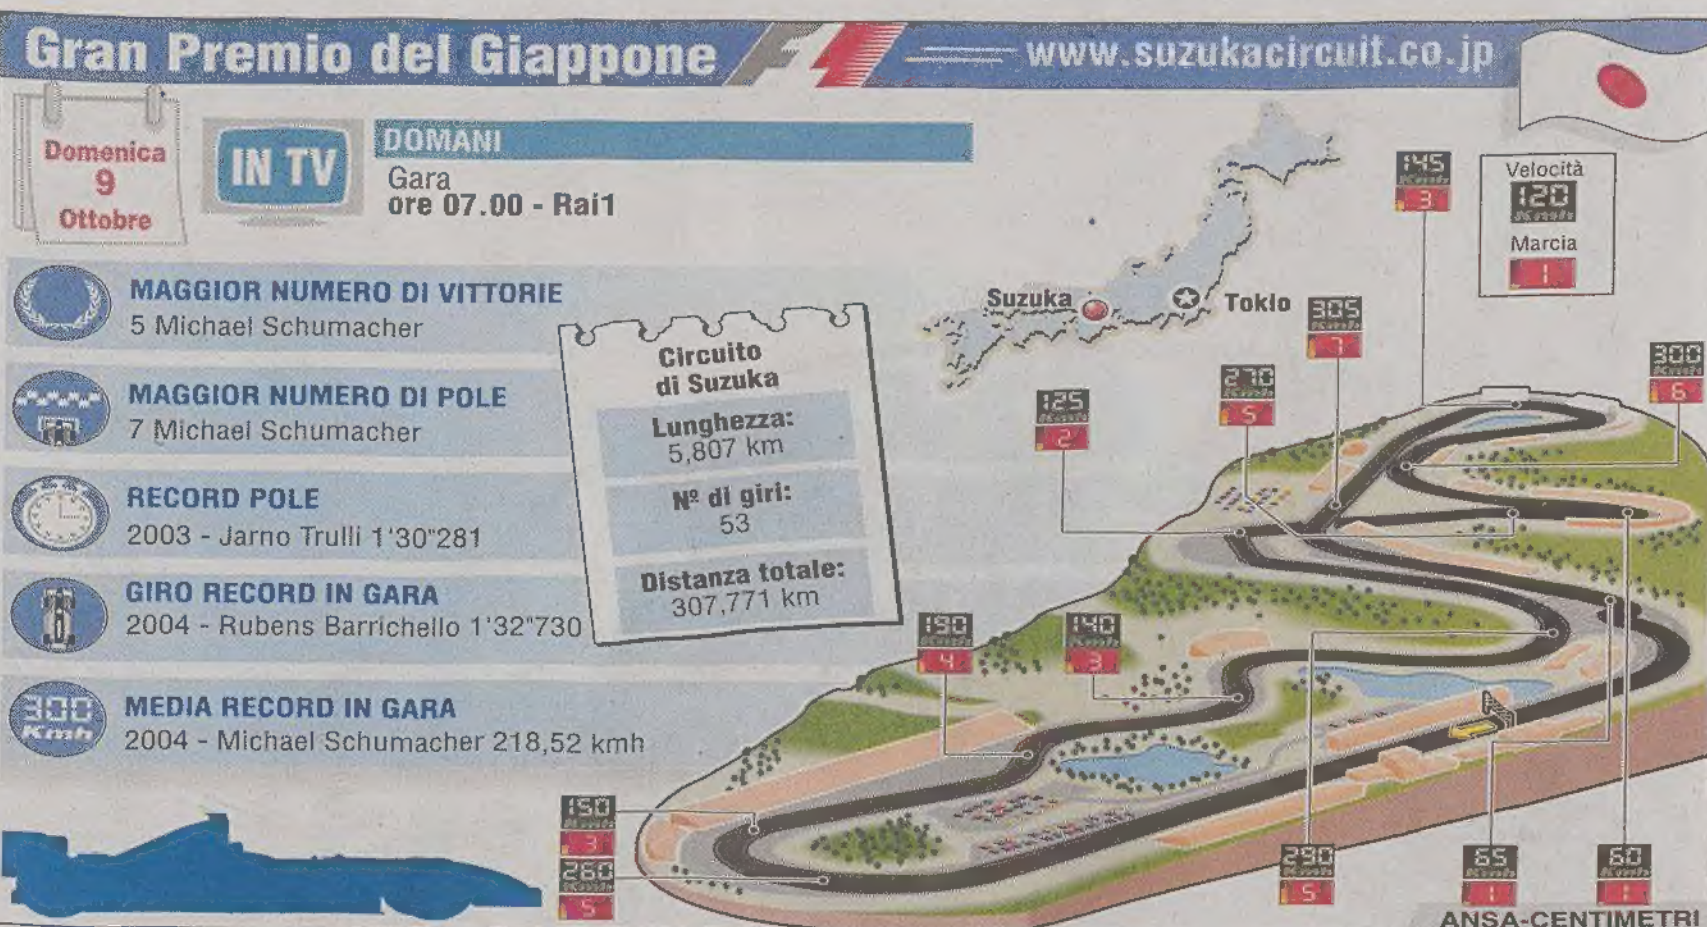 Gran Premio del Giappone F1 www.suzukacircuit.co.jp
Domenica
9
Ottobre
IN TV
DOMANI
Gara
ore 07.00 - Rai1
MAGGIOR NUMERO DI VITTORIE
5 Michael Schumacher
MAGGIOR NUMERO DI POLE
7 Michael Schumacher
RECORD POLE
2003 - Jarno Trulli 1'30"281
GIRO RECORD IN GARA
2004 - Rubens Barrichello 1'32"730
300
Kmh
MEDIA RECORD IN GARA
2004 - Michael Schumacher 218,52 kmh
Circuito
di Suzuka
Lunghezza:
5,807 km
Nº di giri:
53
Distanza totale:
307,771 km
Suzuka
Tokio
Velocità
120
Kmh
Marcia
1
145
3
305
7
300
6
270
5
125
2
190
4
140
3
150
3
260
5
290
5
65
1
60
1
ANSA-CENTIMETRI